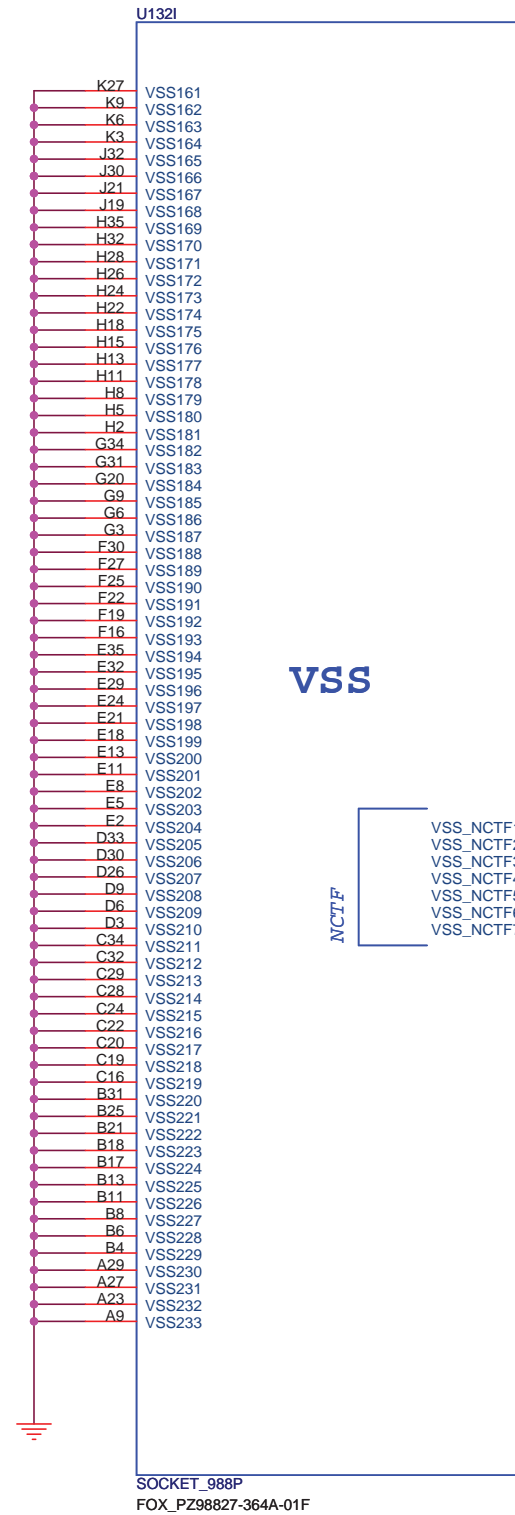 U132I
K27 VSS161
K9 VSS162
K6 VSS163
K3 VSS164
J32 VSS165
J30 VSS166
J21 VSS167
J19 VSS168
H35 VSS169
H32 VSS170
H28 VSS171
H26 VSS172
H24 VSS173
H22 VSS174
H18 VSS175
H15 VSS176
H13 VSS177
H11 VSS178
H8 VSS179
H5 VSS180
H2 VSS181
G34 VSS182
G31 VSS183
G20 VSS184
G9 VSS185
G6 VSS186
G3 VSS187
F30 VSS188
F27 VSS189
F25 VSS190
F22 VSS191
F19 VSS192
F16 VSS193
E35 VSS194
E32 VSS195
E29 VSS196
E24 VSS197
E21 VSS198
E18 VSS199
E13 VSS200
E11 VSS201
E8 VSS202
E5 VSS203
E2 VSS204
D33 VSS205
D30 VSS206
D26 VSS207
D9 VSS208
D6 VSS209
D3 VSS210
C34 VSS211
C32 VSS212
C29 VSS213
C28 VSS214
C24 VSS215
C22 VSS216
C20 VSS217
C19 VSS218
C16 VSS219
B31 VSS220
B25 VSS221
B21 VSS222
B18 VSS223
B17 VSS224
B13 VSS225
B11 VSS226
B8 VSS227
B6 VSS228
B4 VSS229
A29 VSS230
A27 VSS231
A23 VSS232
A9 VSS233
VSS
NCTF
VSS_NCTF1
VSS_NCTF2
VSS_NCTF3
VSS_NCTF4
VSS_NCTF5
VSS_NCTF6
VSS_NCTF7
SOCKET_988P
FOX_PZ98827-364A-01F